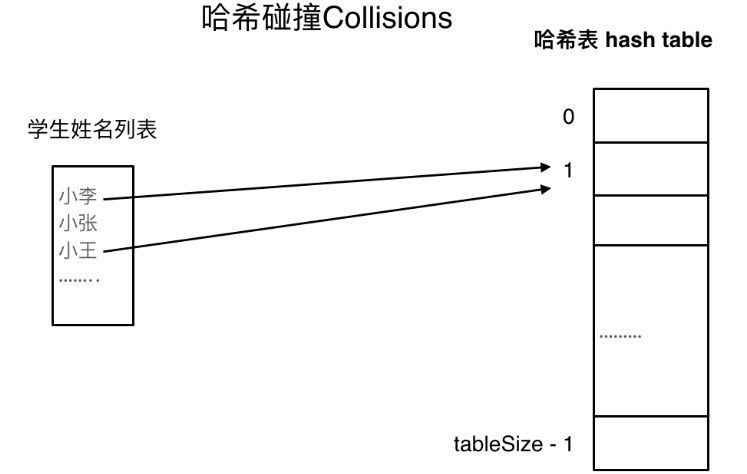 哈希碰撞Collisions
哈希表 hash table
学生姓名列表
0
小李
1
小张
小王
........
.........
tableSize - 1